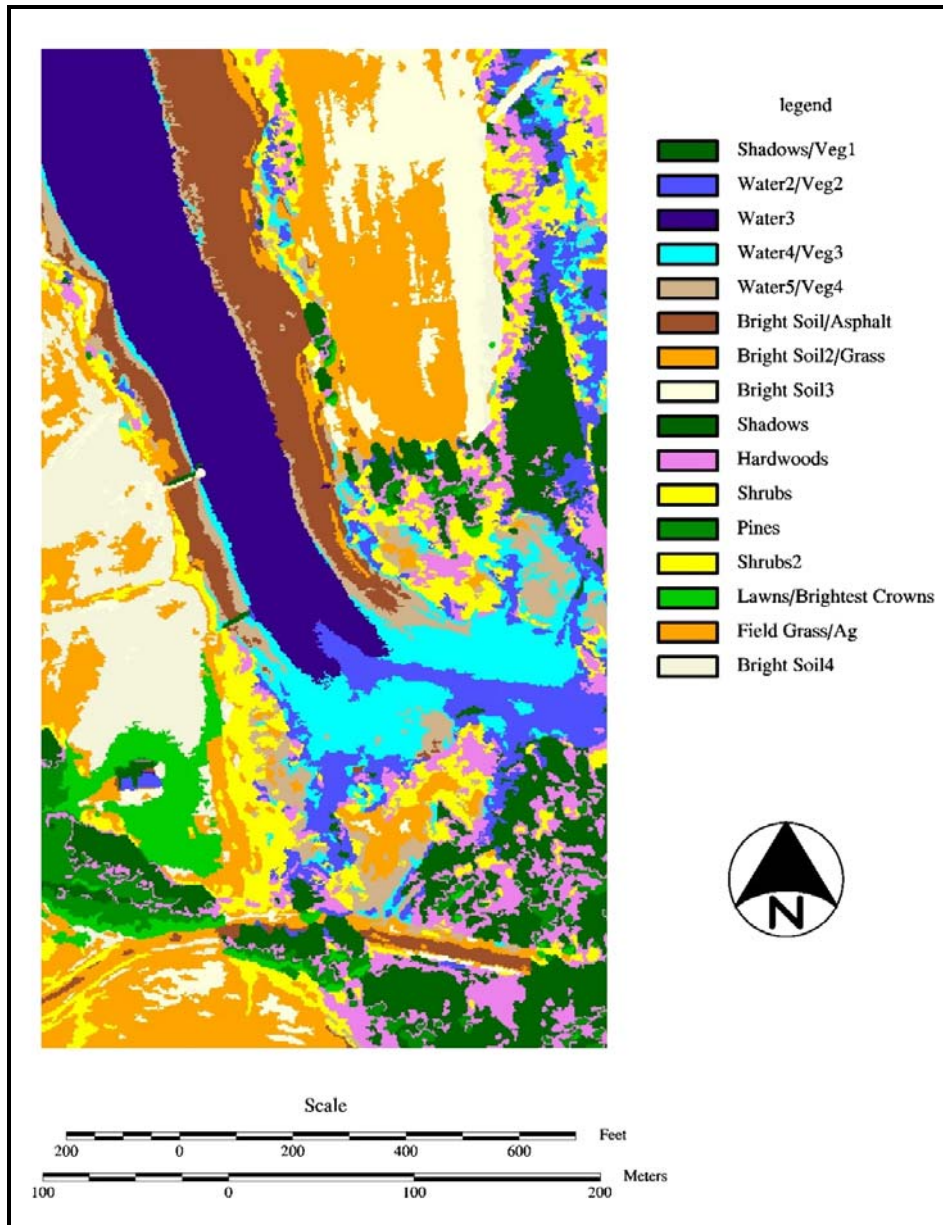 legend
Shadows/Veg1
Water2/Veg2
Water3
Water4/Veg3
Water5/Veg4
Bright Soil/Asphalt
Bright Soil2/Grass
Bright Soil3
Shadows
Hardwoods
Shrubs
Pines
Shrubs2
Lawns/Brightest Crowns
Field Grass/Ag
Bright Soil4
N
Scale
Feet
200 0 200 400 600
Meters
100 0 100 200